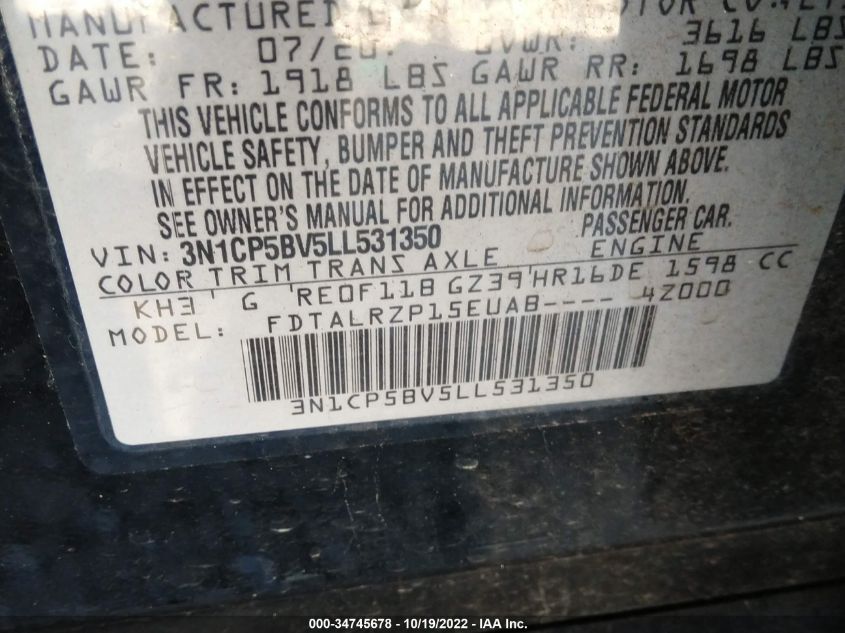 MANUFACTURED
DATE: 07/20 GVWR: 3616 LBS
GAWR FR: 1918 LBS GAWR RR: 1698 LBS
THIS VEHICLE CONFORMS TO ALL APPLICABLE FEDERAL MOTOR
VEHICLE SAFETY, BUMPER AND THEFT PREVENTION STANDARDS
IN EFFECT ON THE DATE OF MANUFACTURE SHOWN ABOVE.
SEE OWNER'S MANUAL FOR ADDITIONAL INFORMATION.
VIN: 3N1CP5BV5LL531350 PASSENGER CAR.
COLOR TRIM TRANS AXLE ENGINE
KH3 ' G 'RE0F11B GZ39'HR16DE 1598 CC
MODEL: FDTALRZP15EUAB---- 4Z000
3N1CP5BV5LL531350
000-34745678 - 10/19/2022 - IAA Inc.